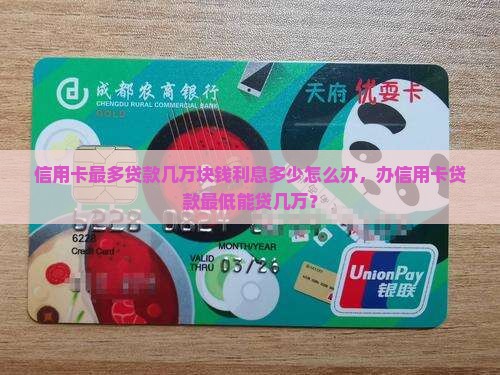 成都农商银行
CHENGDU RURAL COMMERCIAL BANK
GOLD
天府 优耍卡
信用卡最多贷款几万块钱利息多少怎么办，办信用卡贷
款最低能贷几万？
6228
6228
Credit Card
MONTH/YEAR
VALID
THRU 03/26
UnionPay
银联